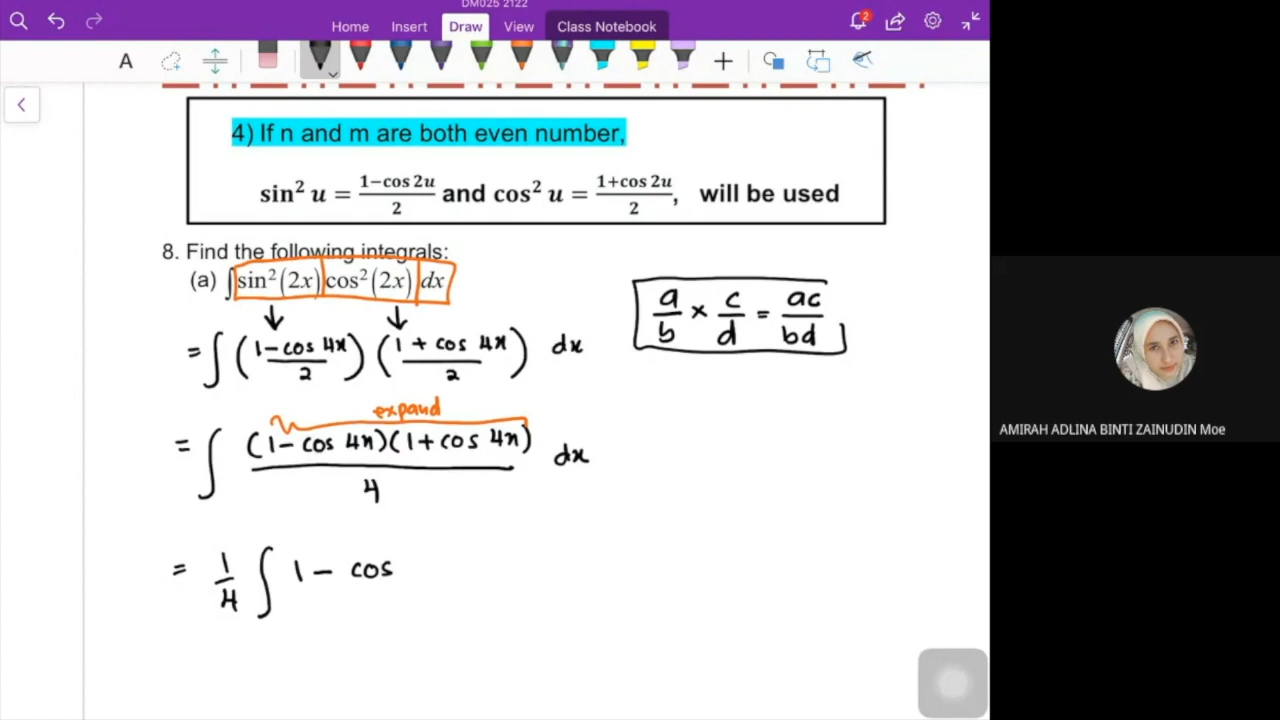 DM025 2122
Home Insert Draw View Class Notebook
2
A
4) If n and m are both even number,
sin² u = 1−cos 2u / 2 and cos² u = 1+cos 2u / 2, will be used
8. Find the following integrals:
(a) ∫ sin² (2x) cos² (2x) dx
a/b × c/d = ac/bd
= ∫ (1 − cos 4x / 2) (1 + cos 4x / 2) dx
expand
= ∫ (1 − cos 4x)(1 + cos 4x) / 4 dx
= 1/4 ∫ 1 − cos
AMIRAH ADLINA BINTI ZAINUDIN Moe